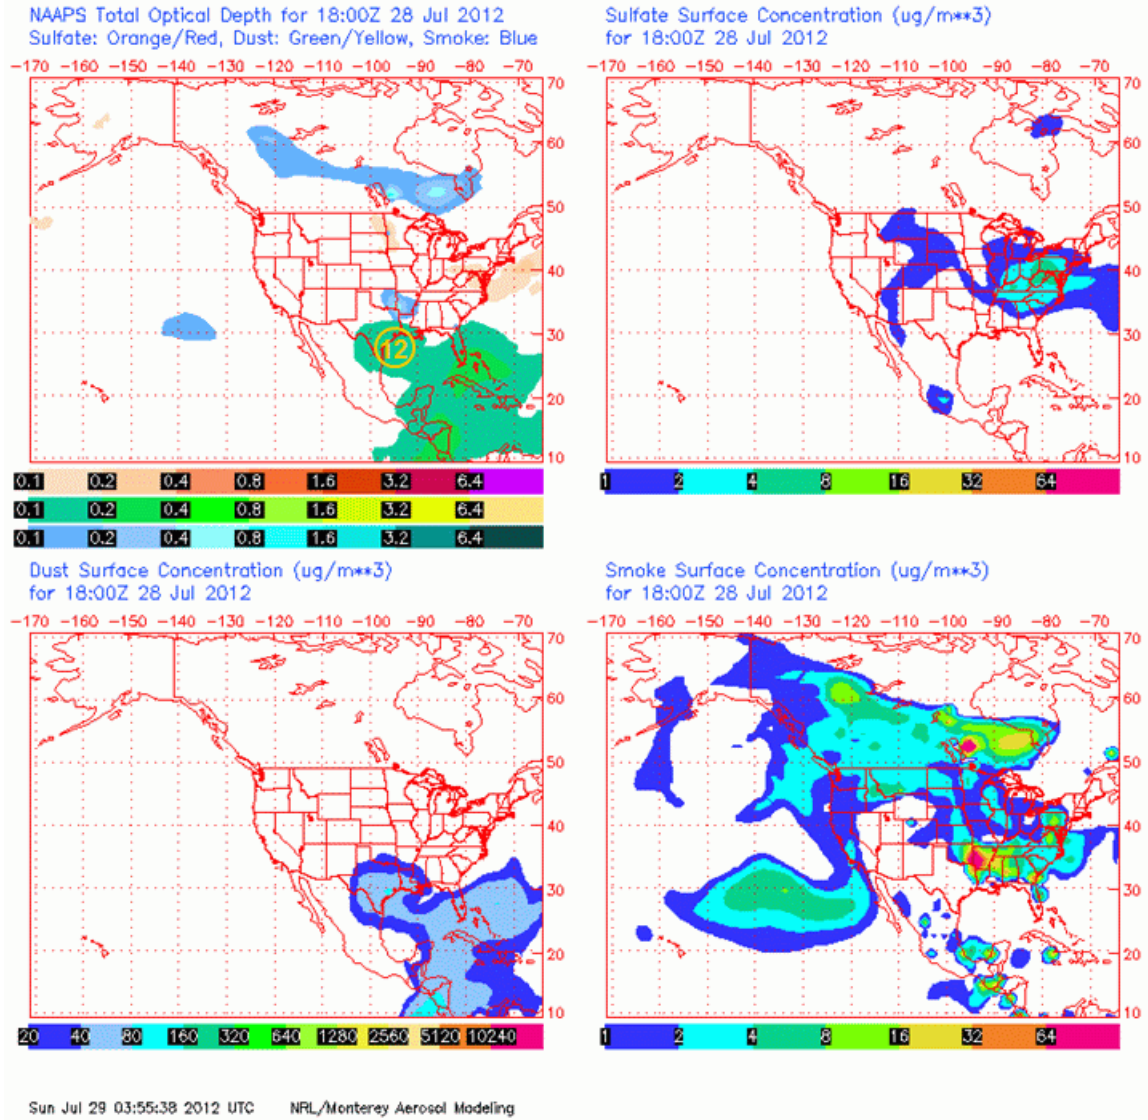 NAAPS Total Optical Depth for 18:00Z 28 Jul 2012
Sulfate: Orange/Red, Dust: Green/Yellow, Smoke: Blue
-170 -160 -150 -140 -130 -120 -110 -100 -90 -80 -70
70
60
50
40
30
12
20
10
0.1 0.2 0.4 0.8 1.6 3.2 6.4
0.1 0.2 0.4 0.8 1.6 3.2 6.4
0.1 0.2 0.4 0.8 1.6 3.2 6.4
Sulfate Surface Concentration (ug/m**3)
for 18:00Z 28 Jul 2012
-170 -160 -150 -140 -130 -120 -110 -100 -90 -80 -70
70
60
50
40
30
20
10
1 2 4 8 16 32 64
Dust Surface Concentration (ug/m**3)
for 18:00Z 28 Jul 2012
-170 -160 -150 -140 -130 -120 -110 -100 -90 -80 -70
70
60
50
40
30
20
10
20 40 80 160 320 640 1280 2560 5120 10240
Smoke Surface Concentration (ug/m**3)
for 18:00Z 28 Jul 2012
-170 -160 -150 -140 -130 -120 -110 -100 -90 -80 -70
70
60
50
40
30
20
10
1 2 4 8 16 32 64
Sun Jul 29 03:55:38 2012 UTC NRL/Monterey Aerosol Modeling